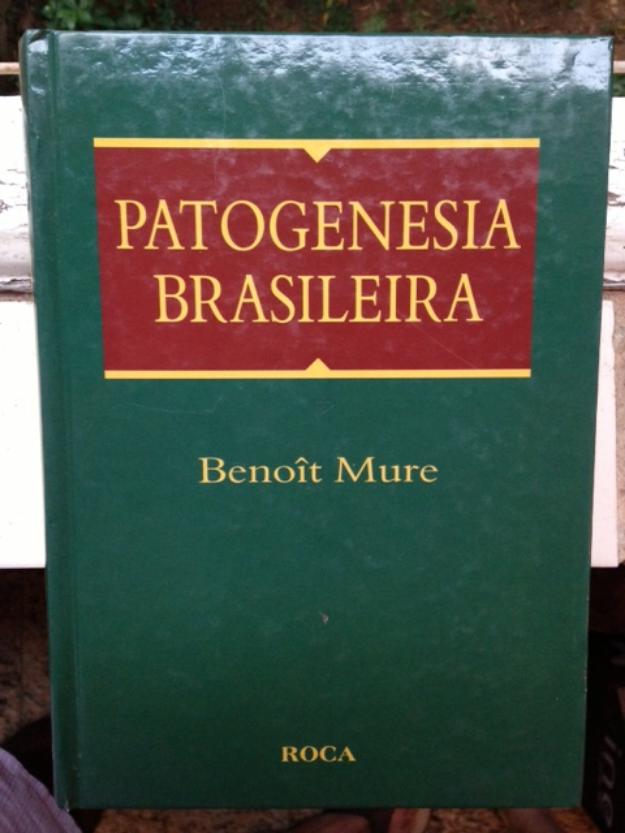 PATOGENESIA
BRASILEIRA
Benoît Mure
ROCA